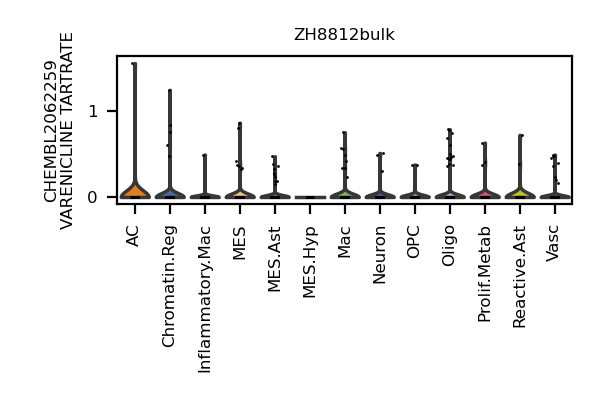 ZH8812bulk
CHEMBL2062259
VARENICLINE TARTRATE
1
0
AC
Chromatin.Reg
Inflammatory.Mac
MES
MES.Ast
MES.Hyp
Mac
Neuron
OPC
Oligo
Prolif.Metab
Reactive.Ast
Vasc